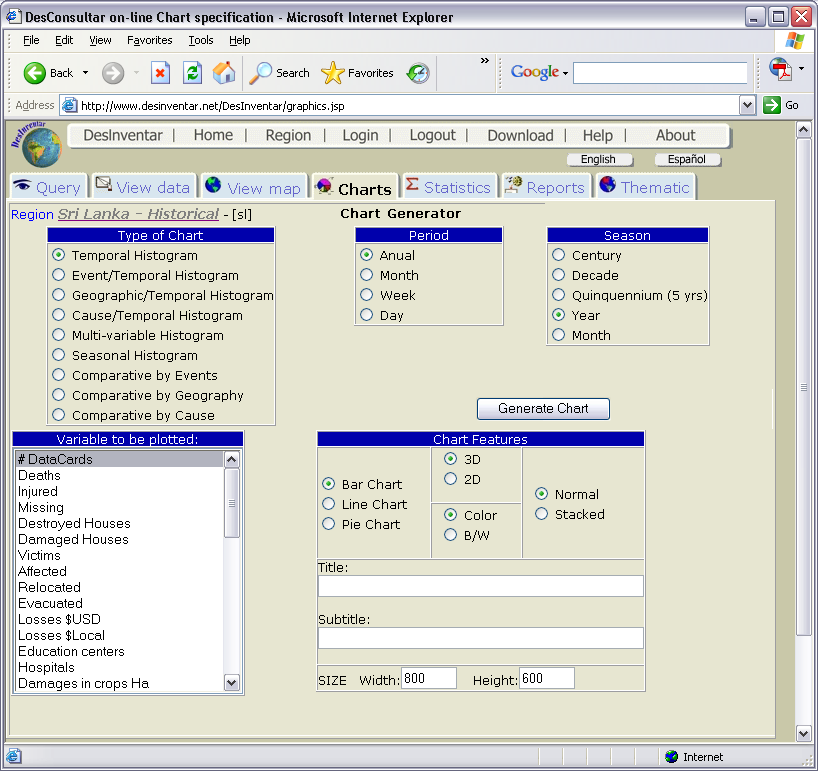 DesConsultar on-line Chart specification - Microsoft Internet Explorer
File Edit View Favorites Tools Help
Back Search Favorites » Google
Address http://www.desinventar.net/DesInventar/graphics.jsp Go
DesInventar
DesInventar | Home | Region | Login | Logout | Download | Help | About
English Español
Query View data View map Charts Statistics Reports Thematic
Region Sri Lanka - Historical - [sl] Chart Generator
Type of Chart
Temporal Histogram
Event/Temporal Histogram
Geographic/Temporal Histogram
Cause/Temporal Histogram
Multi-variable Histogram
Seasonal Histogram
Comparative by Events
Comparative by Geography
Comparative by Cause
Period
Anual
Month
Week
Day
Season
Century
Decade
Quinquennium (5 yrs)
Year
Month
Generate Chart
Variable to be plotted:
# DataCards
Deaths
Injured
Missing
Destroyed Houses
Damaged Houses
Victims
Affected
Relocated
Evacuated
Losses $USD
Losses $Local
Education centers
Hospitals
Damages in crops Ha
Chart Features
Bar Chart
Line Chart
Pie Chart
3D
2D
Color
B/W
Normal
Stacked
Title:
Subtitle:
SIZE Width: 800 Height: 600
Internet